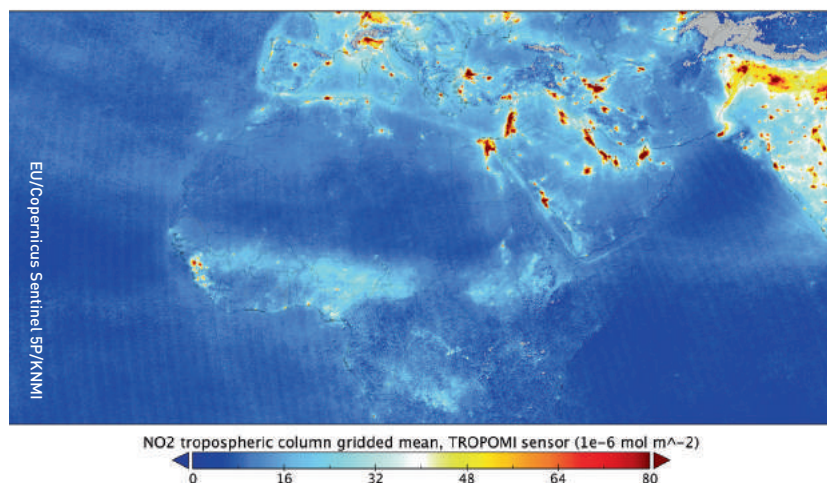 EU/Copernicus Sentinel 5P/KNMI
NO2 tropospheric column gridded mean, TROPOMI sensor (1e-6 mol m^-2)
0 16 32 48 64 80